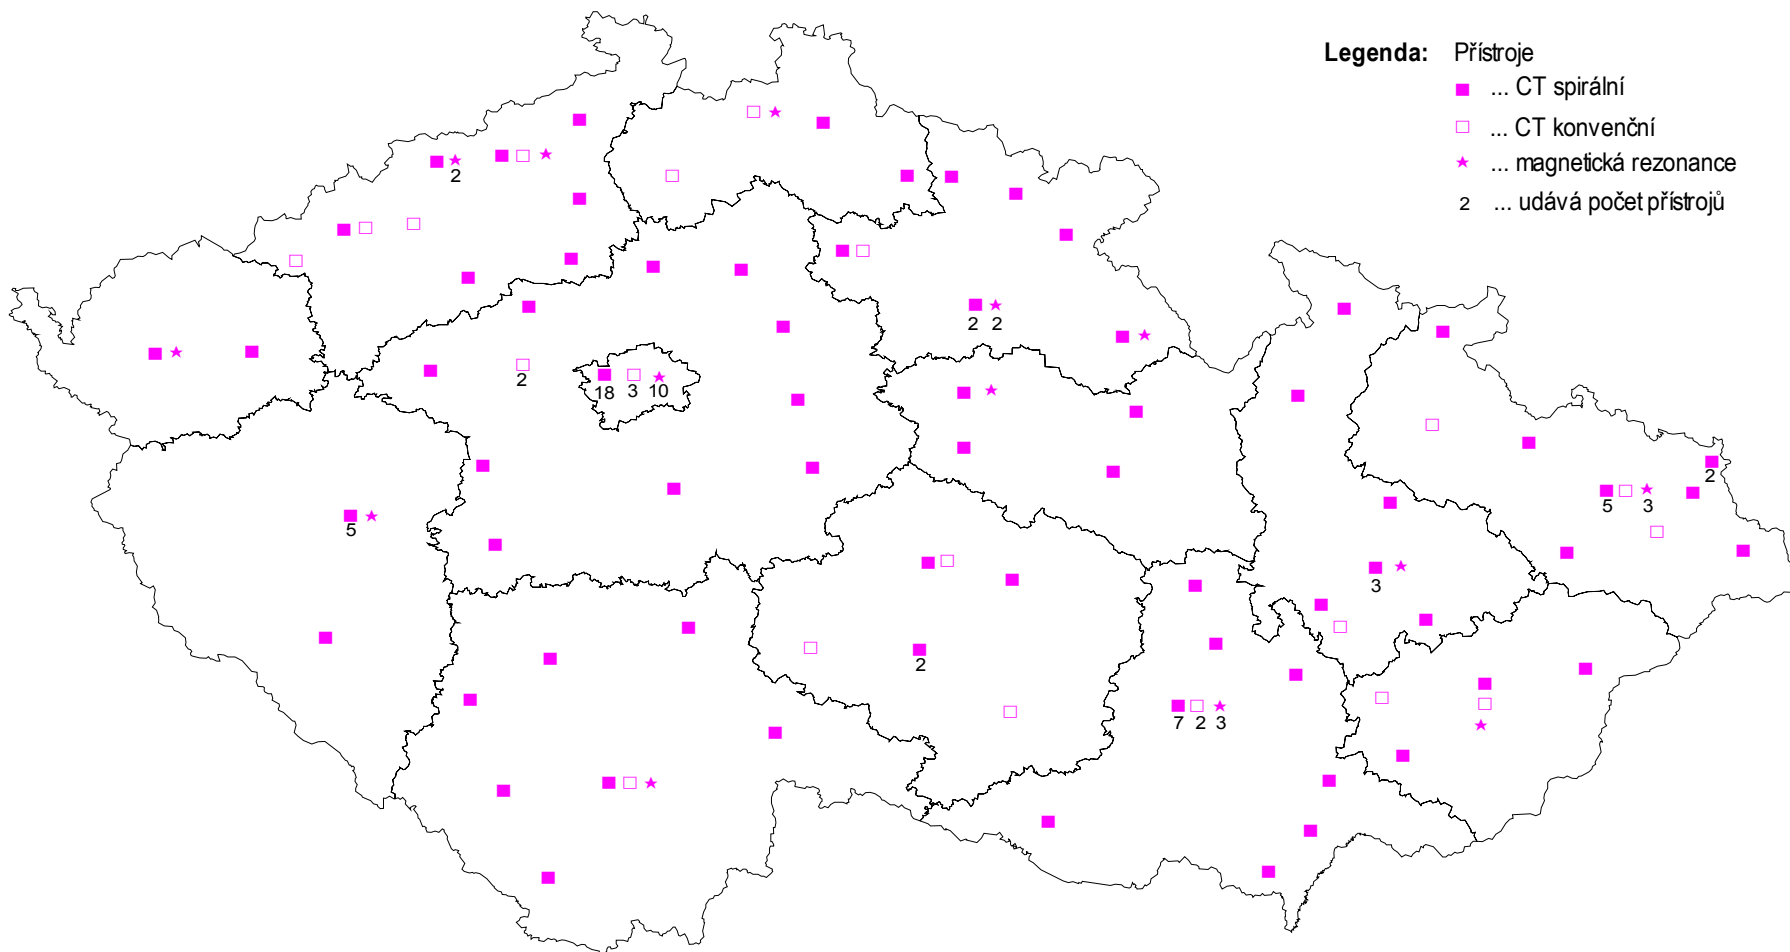 Legenda: Přístroje
... CT spirální
... CT konvenční
... magnetická rezonance
2 ... udává počet přístrojů
2
2 2
2
18 3 10
2
5 3
5
3
2
7 2 3